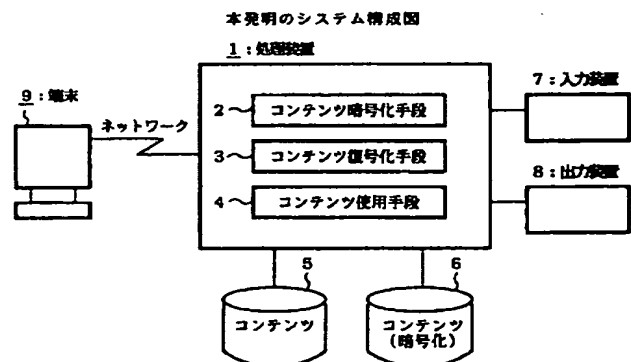 本発明のシステム構成図
1：処理装置
9：端末
ネットワーク
2
コンテンツ暗号化手段
3
コンテンツ復号化手段
4
コンテンツ使用手段
7：入力装置
8：出力装置
5
コンテンツ
6
コンテンツ
(暗号化)